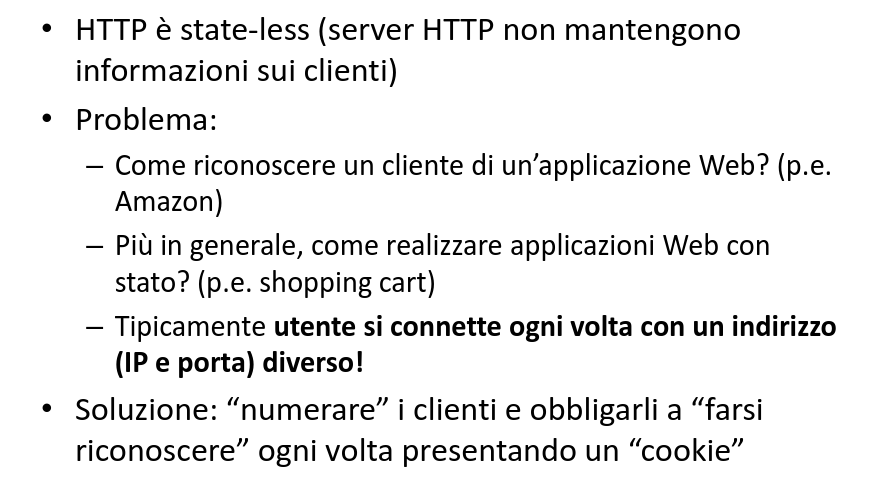 • HTTP è state-less (server HTTP non mantengono
informazioni sui clienti)
• Problema:
– Come riconoscere un cliente di un’applicazione Web? (p.e.
Amazon)
– Più in generale, come realizzare applicazioni Web con
stato? (p.e. shopping cart)
– Tipicamente utente si connette ogni volta con un indirizzo
(IP e porta) diverso!
• Soluzione: “numerare” i clienti e obbligarli a “farsi
riconoscere” ogni volta presentando un “cookie”